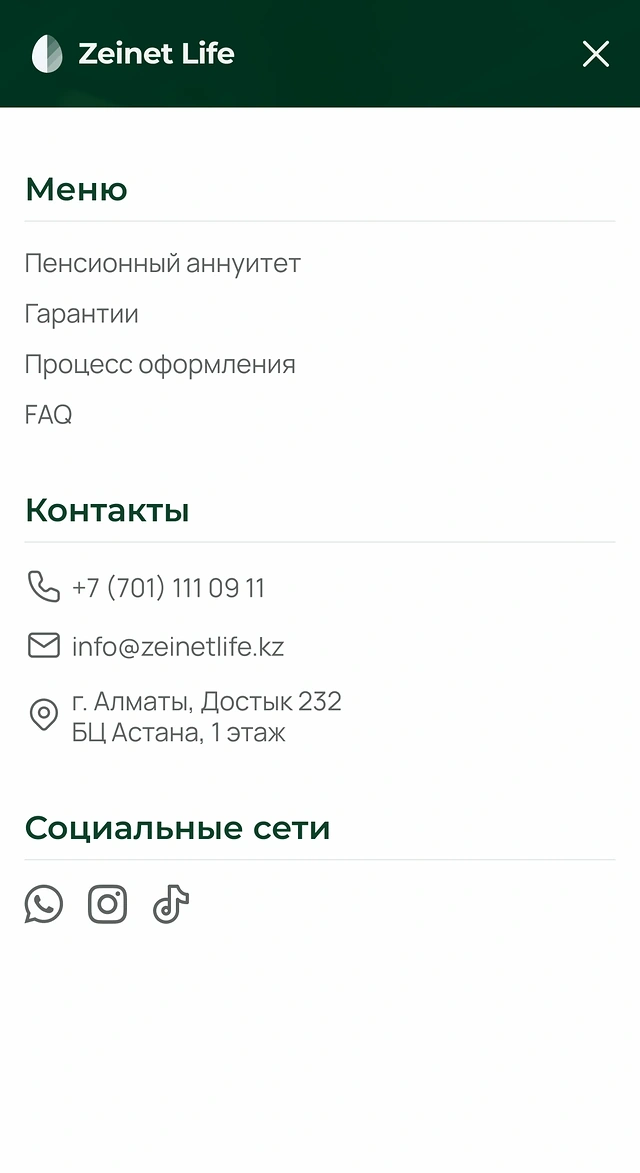 Zeinet Life
Меню
Пенсионный аннуитет
Гарантии
Процесс оформления
FAQ
Контакты
+7 (701) 111 09 11
info@zeinetlife.kz
г. Алматы, Достык 232
БЦ Астана, 1 этаж
Социальные сети